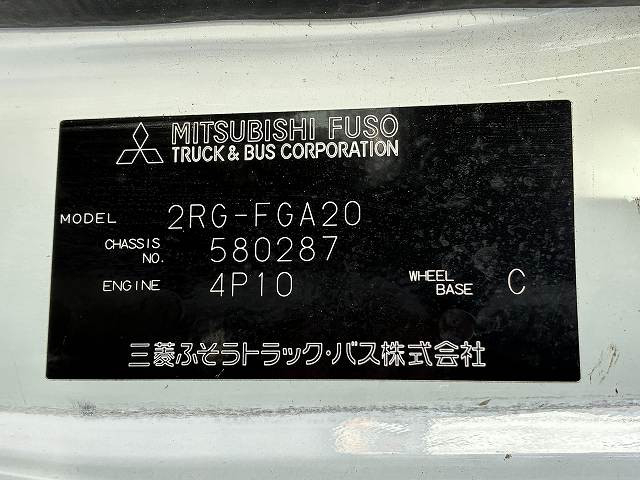 MITSUBISHI FUSO
TRUCK & BUS CORPORATION
MODEL 2RG-FGA20
CHASSIS NO. 580287
ENGINE 4P10 WHEEL BASE C
三菱ふそうトラック・バス株式会社